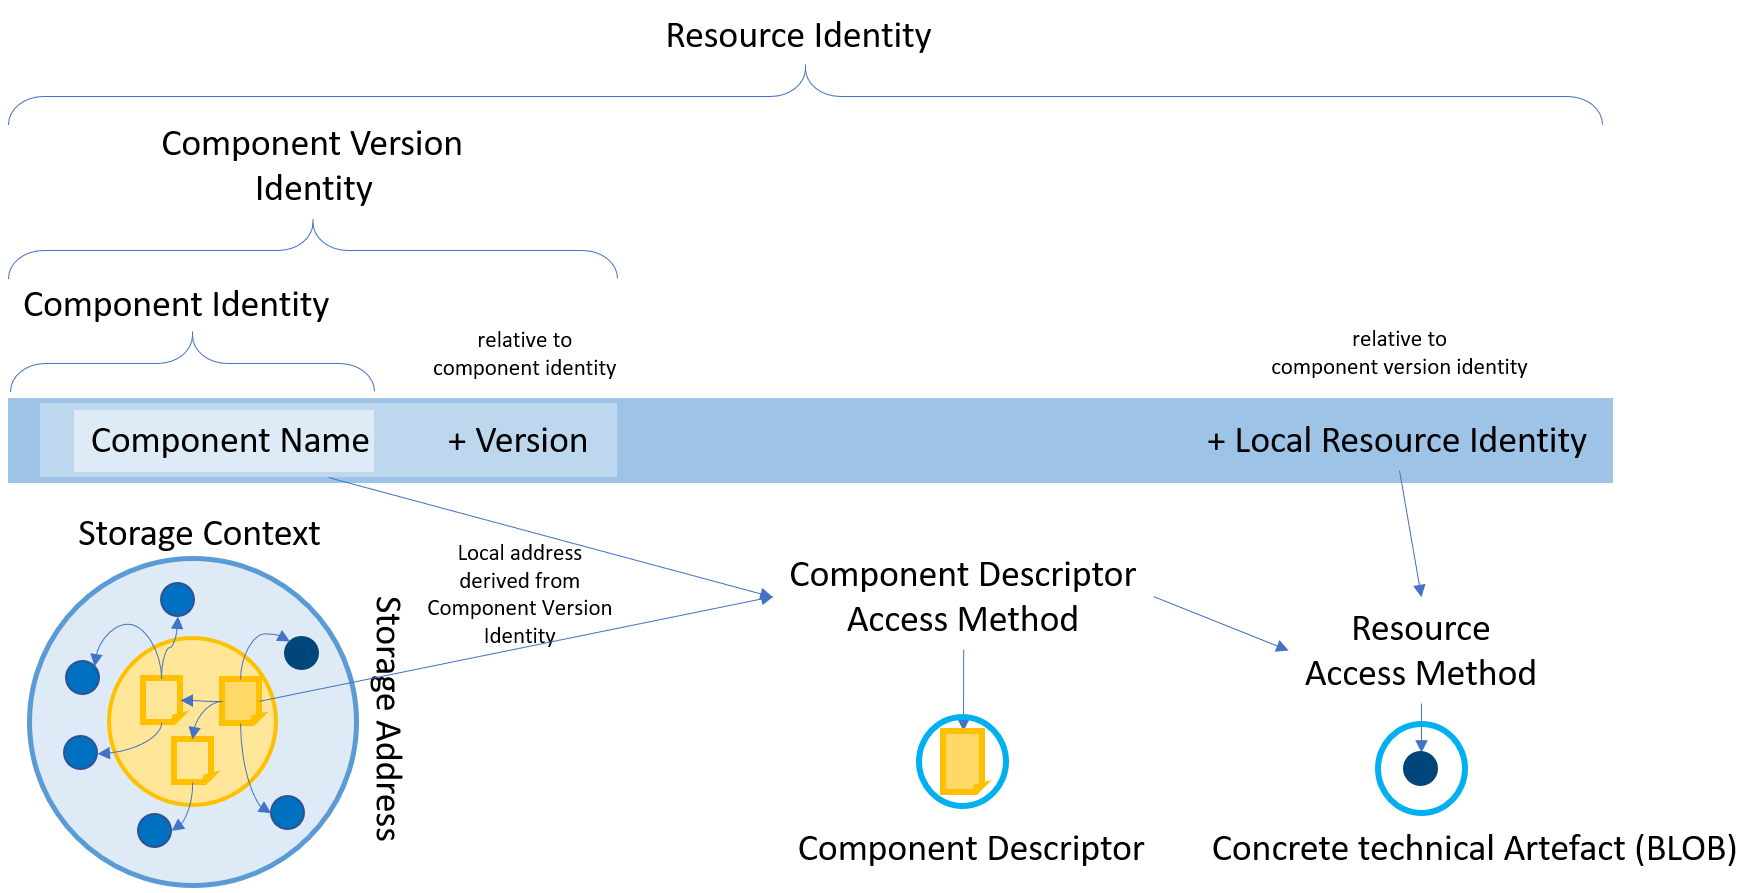 Resource Identity
Component Version
Identity
Component Identity
relative to
component identity
relative to
component version identity
Component Name
+ Version
+ Local Resource Identity
Storage Context
Local address
derived from
Component Version
Identity
Storage Address
Component Descriptor
Access Method
Resource
Access Method
Component Descriptor
Concrete technical Artefact (BLOB)